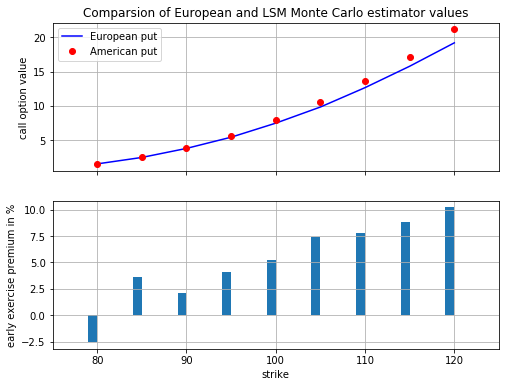 Comparsion of European and LSM Monte Carlo estimator values
European put
American put
call option value
20
15
10
5
early exercise premium in %
10.0
7.5
5.0
2.5
0.0
−2.5
80 90 100 110 120
strike